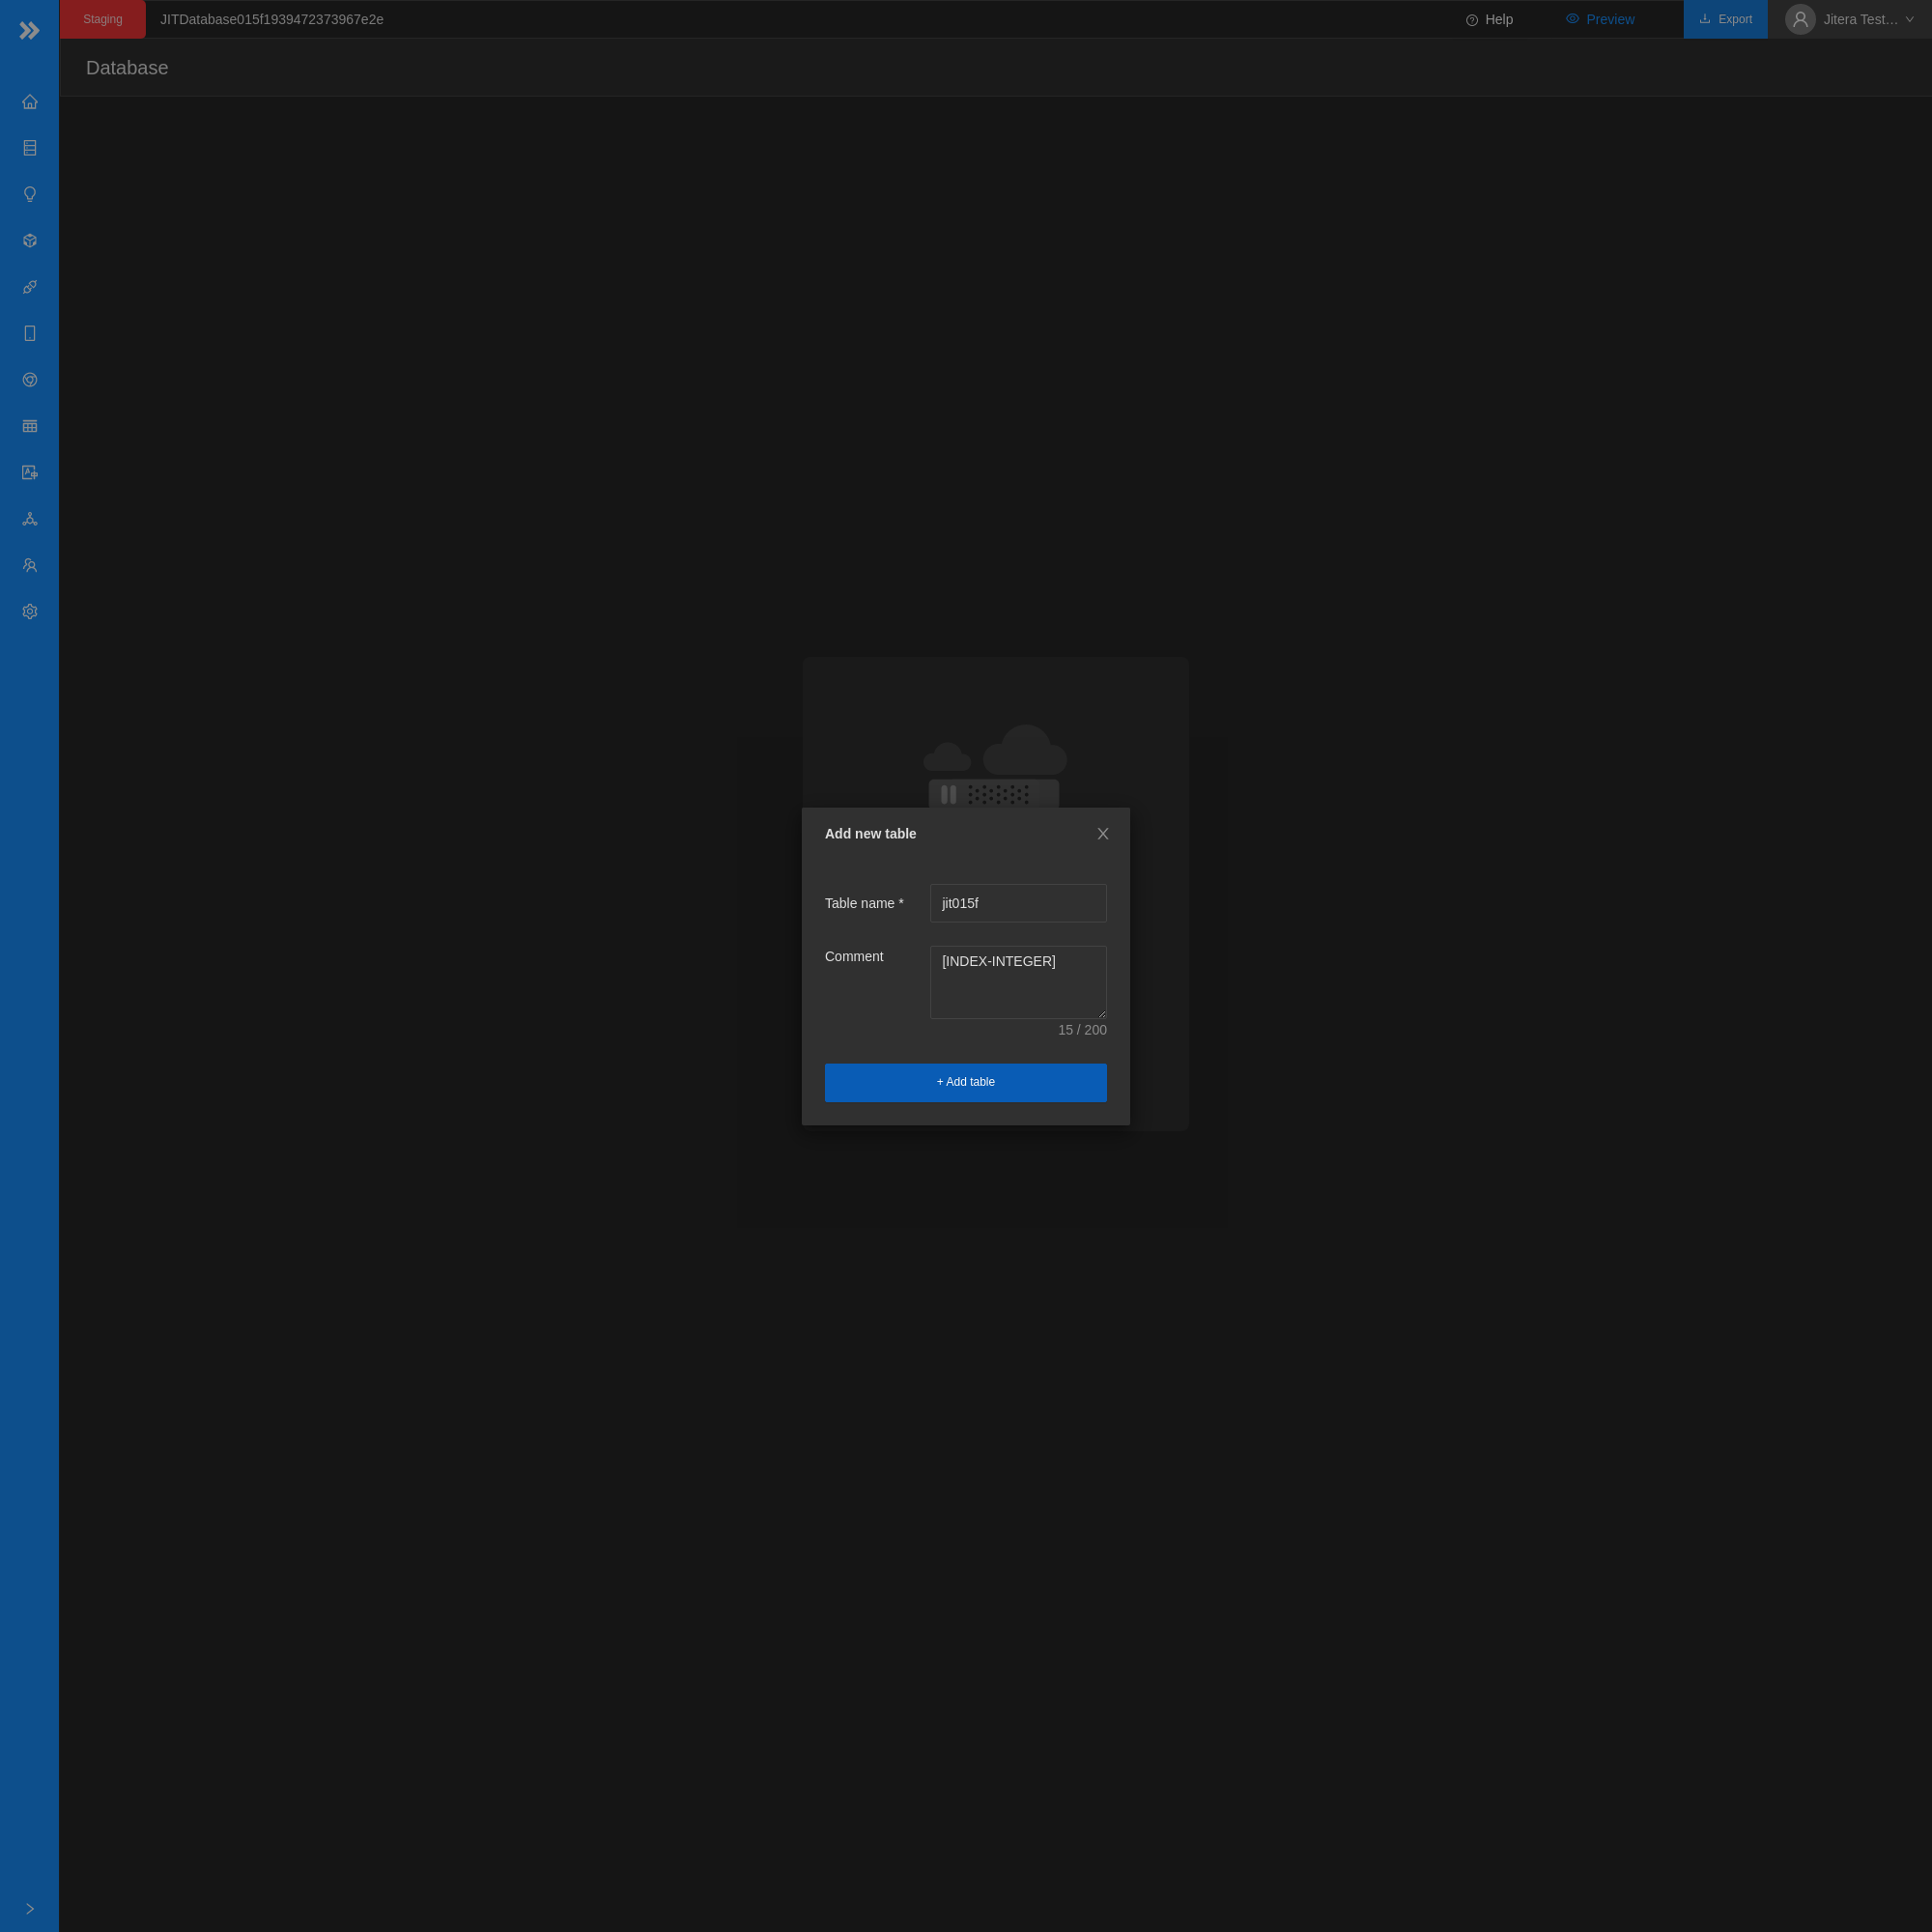 Staging
JITDatabase015f1939472373967e2e
Help
Preview
Export
Jitera Test…
Database
Add new table
Table name *
jit015f
Comment
[INDEX-INTEGER]
15 / 200
+ Add table